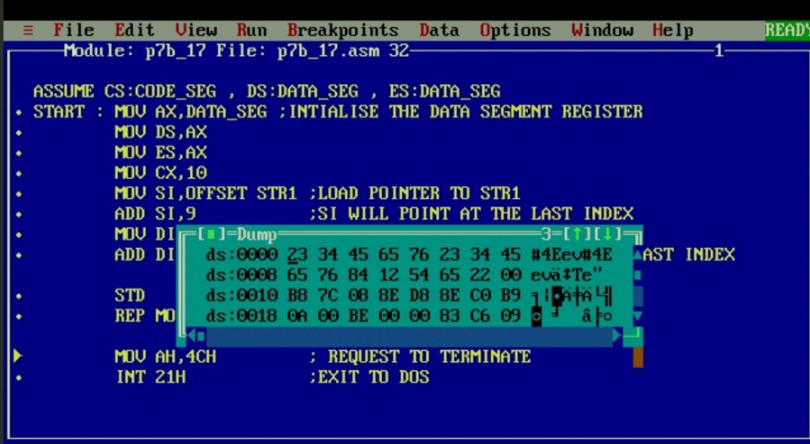 ≡ File Edit View Run Breakpoints Data Options Window Help READY
Module: p7b_17 File: p7b_17.asm 32 1
ASSUME CS:CODE_SEG , DS:DATA_SEG , ES:DATA_SEG
START : MOV AX,DATA_SEG ;INTIALISE THE DATA SEGMENT REGISTER
MOV DS,AX
MOV ES,AX
MOV CX,10
MOV SI,OFFSET STR1 ;LOAD POINTER TO STR1
ADD SI,9 ;SI WILL POINT AT THE LAST INDEX
MOV DI
ADD DI AST INDEX
STD
REP MO
[■]=Dump 3=[↑][↓]
ds:0000 23 34 45 65 76 23 34 45 #4Eev#4E
ds:0008 65 76 84 12 54 65 22 00 evä↕Te"
ds:0010 B8 7C 08 8E D8 8E C0 B9 ╕|◘Ä╪Ä└╣
ds:0018 0A 00 BE 00 00 83 C6 09 ◙ ╛ â╞○
MOV AH,4CH ; REQUEST TO TERMINATE
INT 21H ;EXIT TO DOS